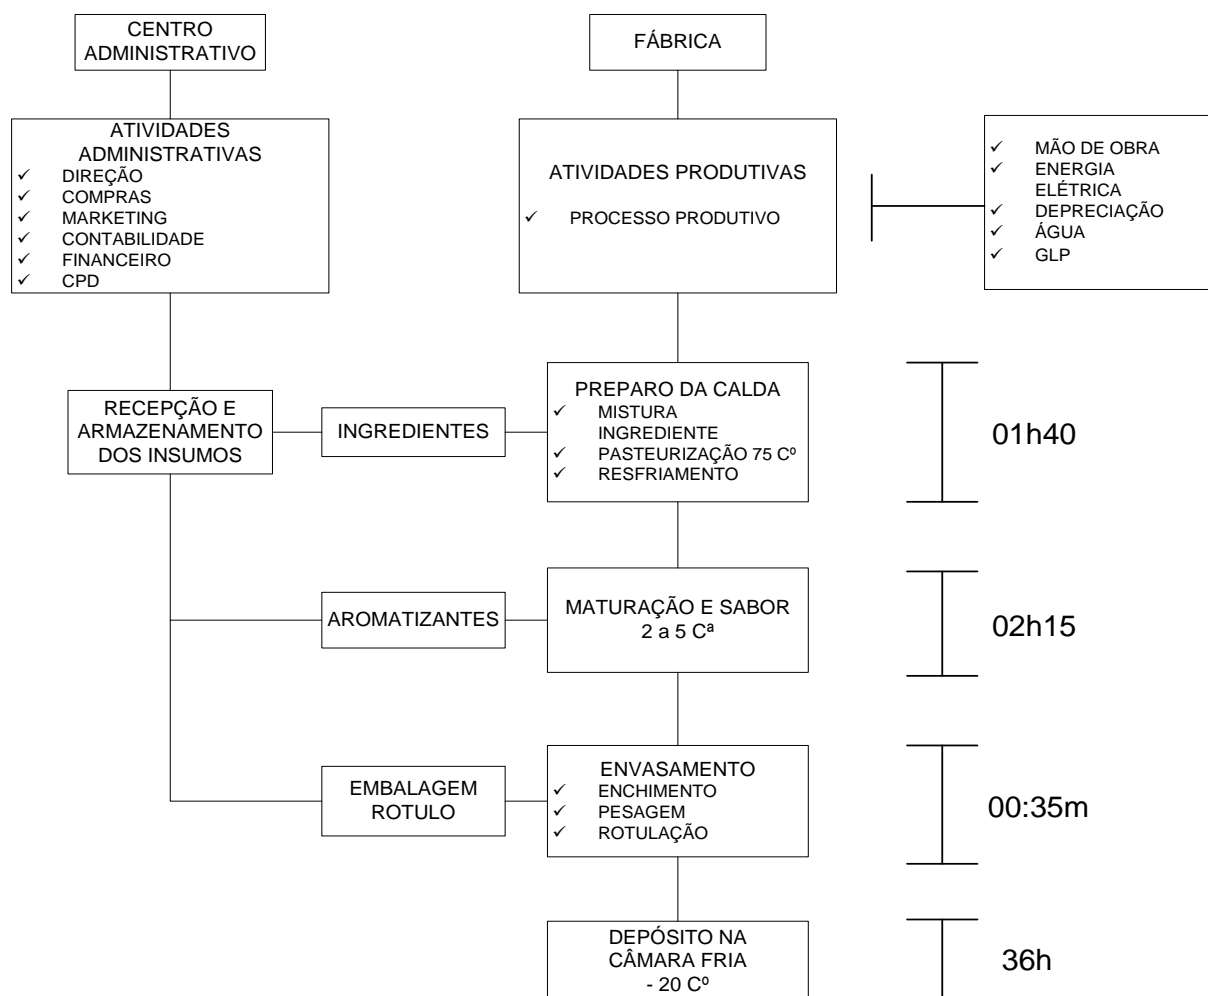 CENTRO
ADMINISTRATIVO
FÁBRICA
ATIVIDADES
ADMINISTRATIVAS
✓ DIREÇÃO
✓ COMPRAS
✓ MARKETING
✓ CONTABILIDADE
✓ FINANCEIRO
✓ CPD
ATIVIDADES PRODUTIVAS
✓ PROCESSO PRODUTIVO
✓ MÃO DE OBRA
✓ ENERGIA
ELÉTRICA
✓ DEPRECIAÇÃO
✓ ÁGUA
✓ GLP
RECEPÇÃO E
ARMAZENAMENTO
DOS INSUMOS
INGREDIENTES
PREPARO DA CALDA
✓ MISTURA
INGREDIENTE
✓ PASTEURIZAÇÃO 75 Cº
✓ RESFRIAMENTO
01h40
AROMATIZANTES
MATURAÇÃO E SABOR
2 a 5 Cª
02h15
EMBALAGEM
ROTULO
ENVASAMENTO
✓ ENCHIMENTO
✓ PESAGEM
✓ ROTULAÇÃO
00:35m
DEPÓSITO NA
CÂMARA FRIA
- 20 Cº
36h